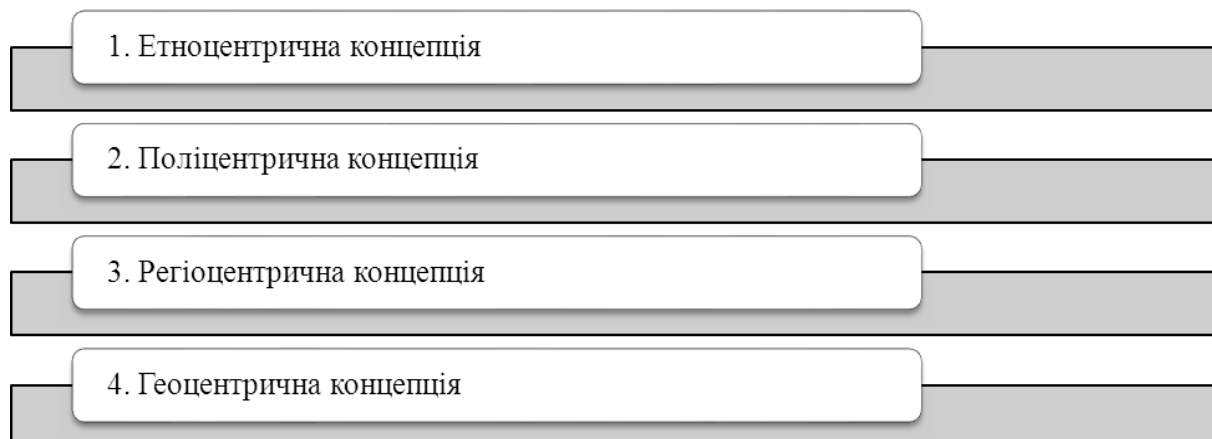 1. Етноцентрична концепція
2. Поліцентрична концепція
3. Регіоцентрична концепція
4. Геоцентрична концепція